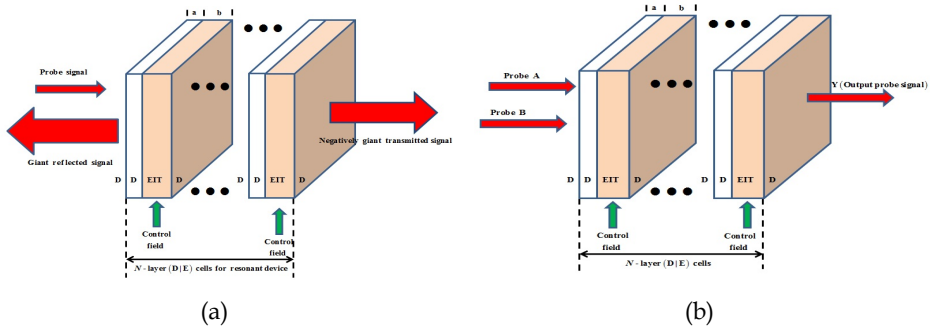 a b
Probe signal
Giant reflected signal
Negatively giant transmitted signal
D D EIT D D
Control field
Control field
N - layer (D|E) cells for resonant device
(a)
a b
Probe A
Probe B
Y (Output probe signal)
D D EIT D D EIT D
Control field
Control field
N - layer (D|E) cells
(b)